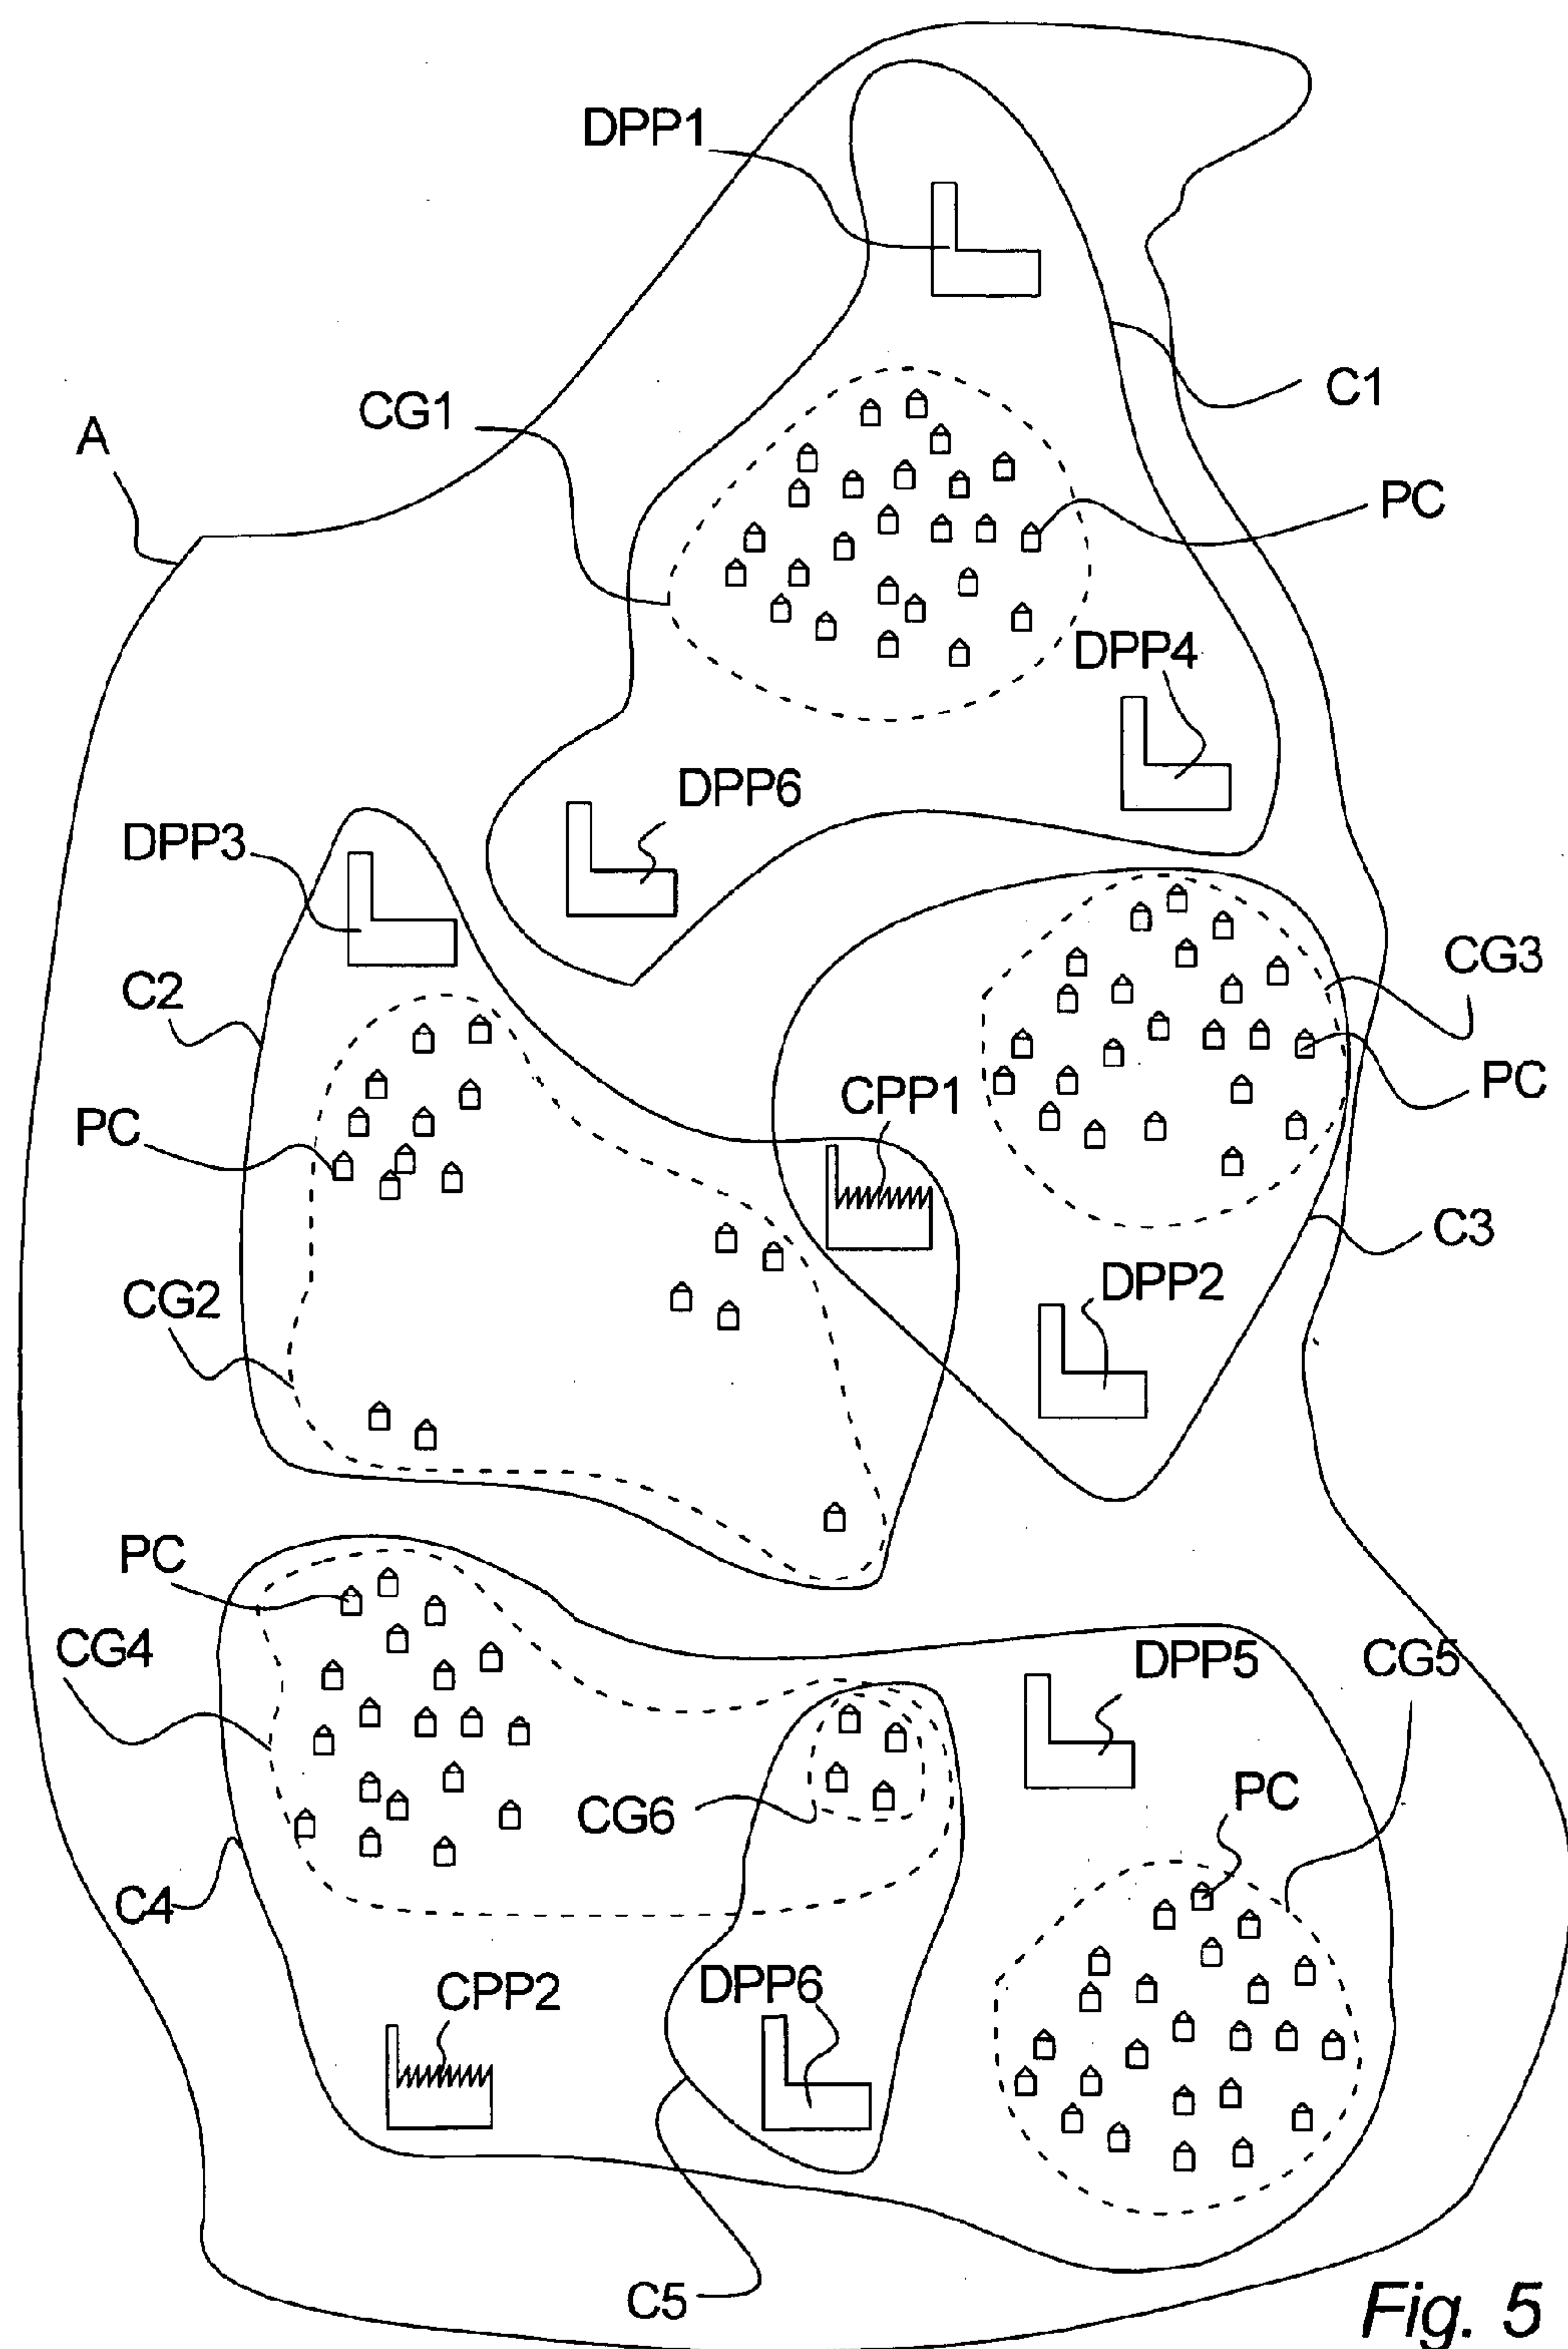 DPP1
C1
CG1
A
PC
DPP4
DPP6
DPP3
CG3
C2
PC
CPP1
PC
C3
DPP2
CG2
PC
CG4
DPP5
CG5
PC
CG6
C4
CPP2
DPP6
C5
Fig. 5